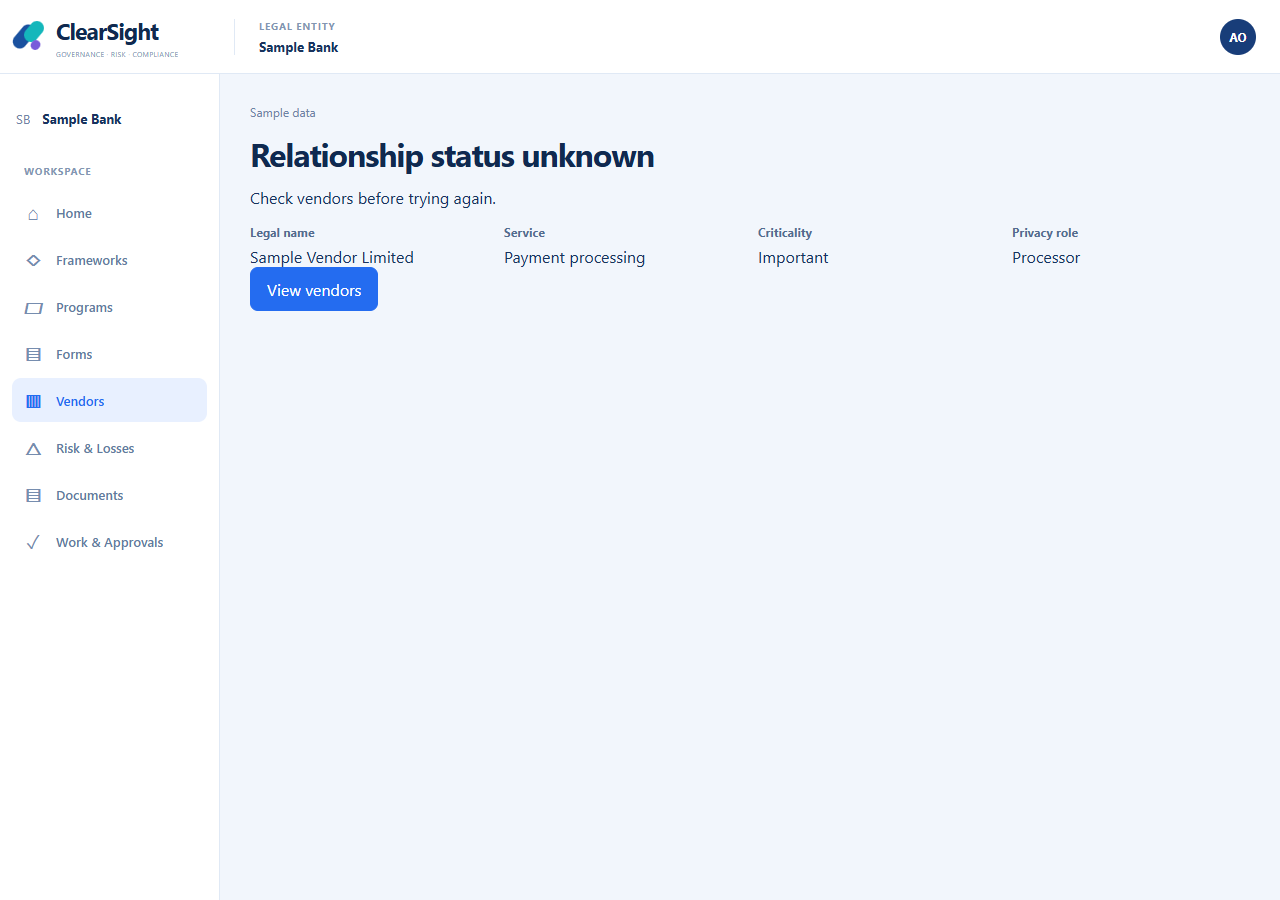 ClearSight
GOVERNANCE · RISK · COMPLIANCE
LEGAL ENTITY
Sample Bank
AO
SB Sample Bank
WORKSPACE
Home
Frameworks
Programs
Forms
Vendors
Risk & Losses
Documents
Work & Approvals
Sample data
Relationship status unknown
Check vendors before trying again.
Legal name Service Criticality Privacy role
Sample Vendor Limited Payment processing Important Processor
View vendors